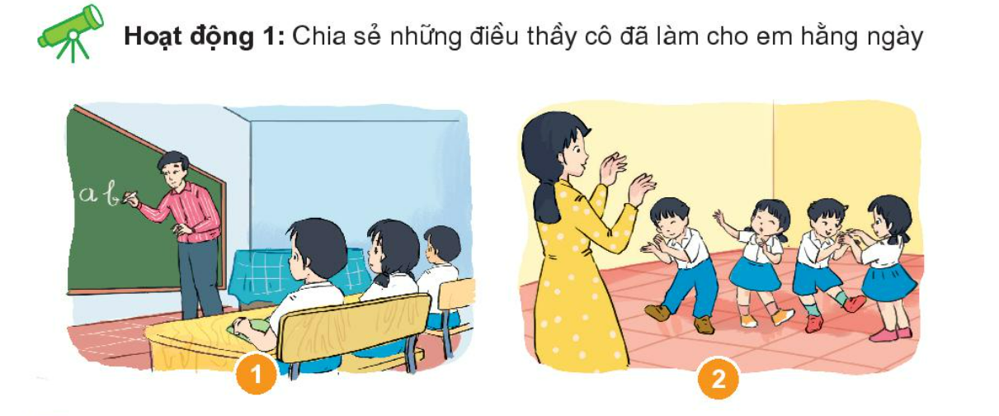 Hoạt động 1: Chia sẻ những điều thầy cô đã làm cho em hằng ngày
a b
1
2